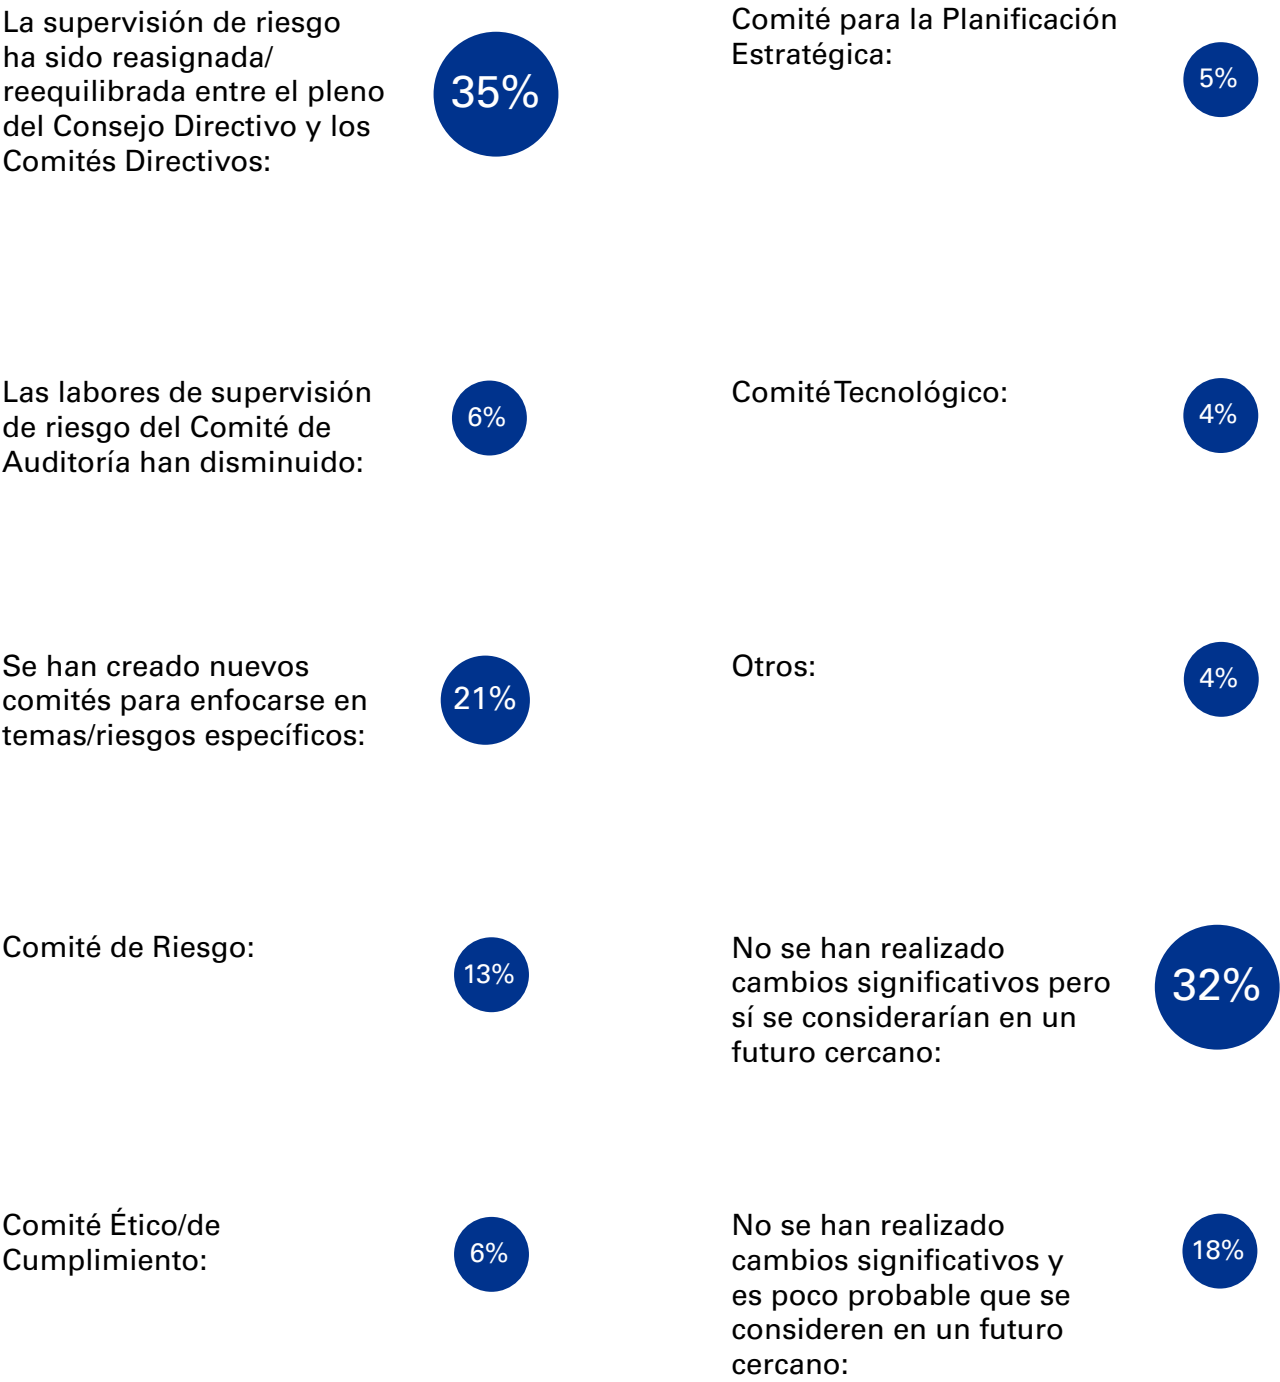 La supervisión de riesgo
ha sido reasignada/
reequilibrada entre el pleno
del Consejo Directivo y los
Comités Directivos:
35%
Las labores de supervisión
de riesgo del Comité de
Auditoría han disminuido:
6%
Se han creado nuevos
comités para enfocarse en
temas/riesgos específicos:
21%
Comité de Riesgo:
13%
Comité Ético/de
Cumplimiento:
6%
Comité para la Planificación
Estratégica:
5%
Comité Tecnológico:
4%
Otros:
4%
No se han realizado
cambios significativos pero
sí se considerarían en un
futuro cercano:
32%
No se han realizado
cambios significativos y
es poco probable que se
consideren en un futuro
cercano:
18%